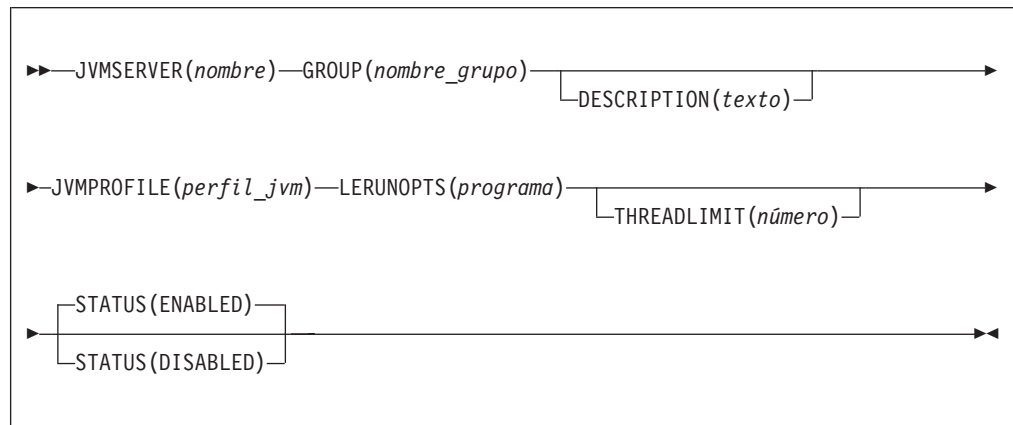 JVMSERVER(nombre) GROUP(nombre_grupo)
DESCRIPTION(texto)
JVMPROFILE(perfil_jvm) LERUNOPTS(programa)
THREADLIMIT(número)
STATUS(ENABLED)
STATUS(DISABLED)